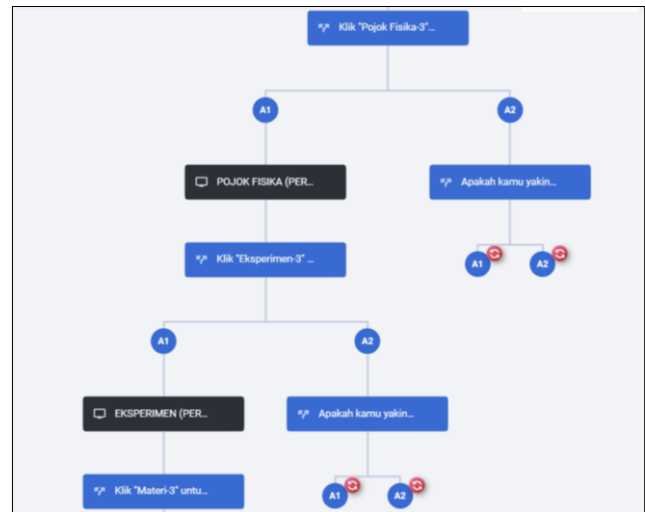 Klik "Pojok Fisika-3"...
A1
A2
POJOK FISIKA (PER...
Apakah kamu yakin...
Klik "Eksperimen-3" ...
A1
A2
A1
A2
EKSPERIMEN (PER...
Apakah kamu yakin...
Klik "Materi-3" untu...
A1
A2